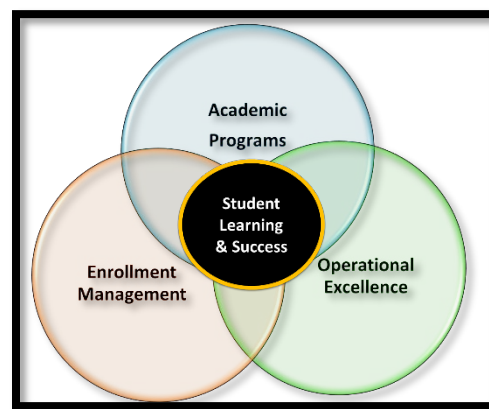 Academic
Programs
Student
Learning
& Success
Enrollment
Management
Operational
Excellence